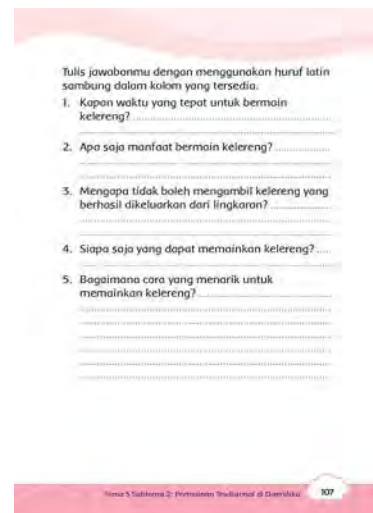 Tulis jawabanmu dengan menggunakan huruf latin
sambung dalam kolom yang tersedia.
1. Kapan waktu yang tepat untuk bermain
kelereng?
2. Apa saja manfaat bermain kelereng?
3. Mengapa tidak boleh mengambil kelereng yang
berhasil dikeluarkan dari lingkaran?
4. Siapa saja yang dapat memainkan kelereng?
5. Bagaimana cara yang menarik untuk
memainkan kelereng?
Tema 5 Subtema 2: Permainan Tradisional di Daerahku 107